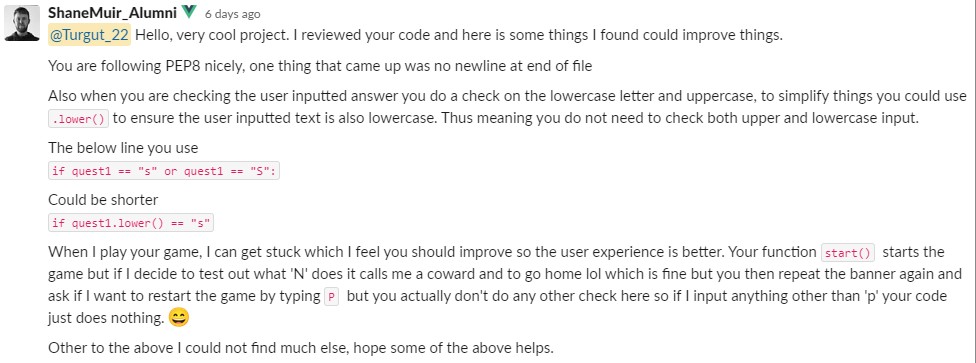 ShaneMuir_Alumni 6 days ago
@Turgut_22 Hello, very cool project. I reviewed your code and here is some things I found could improve things.
You are following PEP8 nicely, one thing that came up was no newline at end of file
Also when you are checking the user inputted answer you do a check on the lowercase letter and uppercase, to simplify things you could use
.lower() to ensure the user inputted text is also lowercase. Thus meaning you do not need to check both upper and lowercase input.
The below line you use
if quest1 == "s" or quest1 == "S":
Could be shorter
if quest1.lower() == "s"
When I play your game, I can get stuck which I feel you should improve so the user experience is better. Your function start() starts the
game but if I decide to test out what 'N' does it calls me a coward and to go home lol which is fine but you then repeat the banner again and
ask if I want to restart the game by typing P but you actually don't do any other check here so if I input anything other than 'p' your code
just does nothing. 😄
Other to the above I could not find much else, hope some of the above helps.